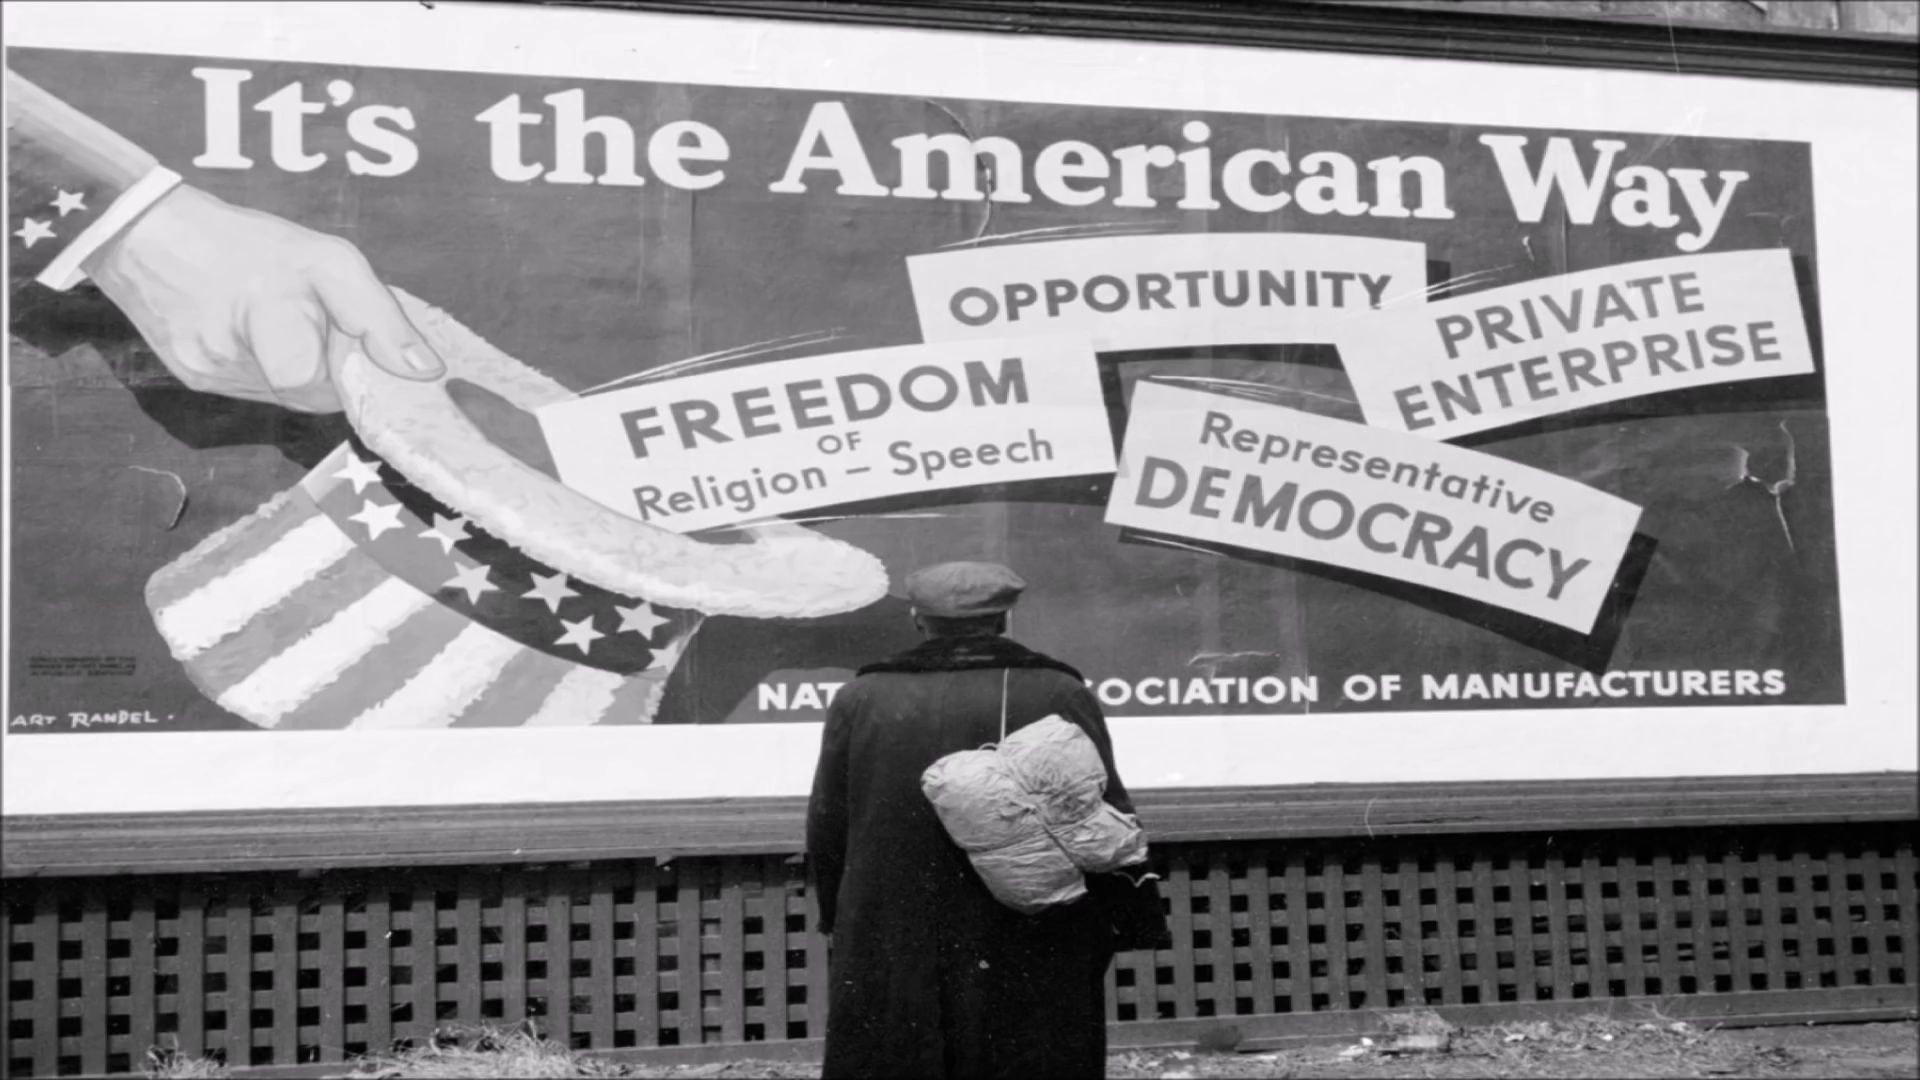 It's the American Way
OPPORTUNITY
PRIVATE
ENTERPRISE
FREEDOM
OF
Religion – Speech
Representative
DEMOCRACY
NAT OCIATION OF MANUFACTURERS
ART RANDEL.